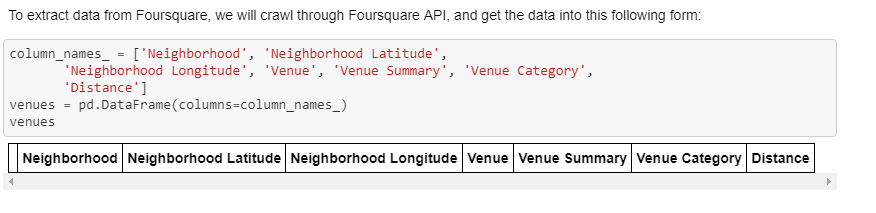 To extract data from Foursquare, we will crawl through Foursquare API, and get the data into this following form:
column_names_ = ['Neighborhood', 'Neighborhood Latitude',
'Neighborhood Longitude', 'Venue', 'Venue Summary', 'Venue Category',
'Distance']
venues = pd.DataFrame(columns=column_names_)
venues
Neighborhood Neighborhood Latitude Neighborhood Longitude Venue Venue Summary Venue Category Distance